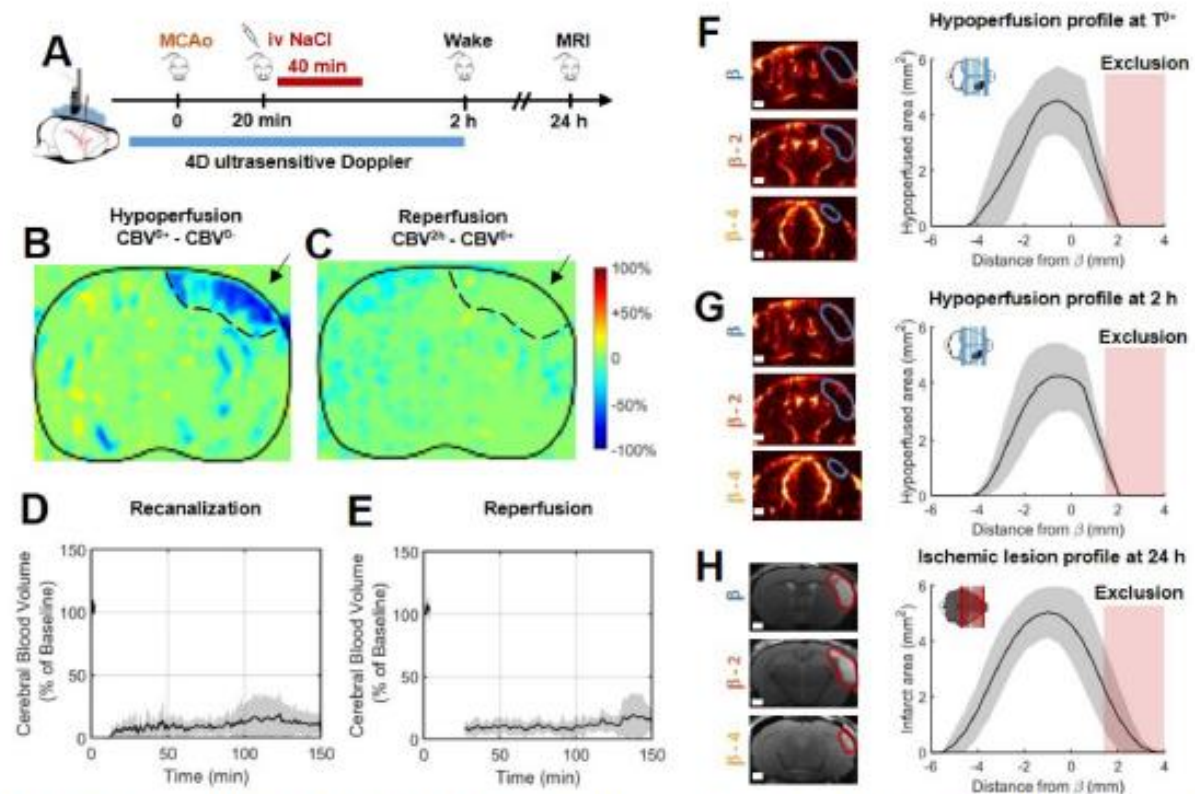 A
MCAo
iv NaCl
40 min
Wake
MRI
0
20 min
2 h
24 h
4D ultrasensitive Doppler
B
Hypoperfusion
CBV⁰⁺ - CBV⁰⁻
C
Reperfusion
CBV²ʰ - CBV⁰⁺
100%
+50%
0
-50%
-100%
D
Recanalization
Cerebral Blood Volume
(% of Baseline)
150
100
50
0
0
50
100
150
Time (min)
E
Reperfusion
Cerebral Blood Volume
(% of Baseline)
150
100
50
0
0
50
100
150
Time (min)
F
β
β - 2
β - 4
Hypoperfusion profile at T⁰⁺
Exclusion
Hypoperfused area (mm²)
6
4
2
0
-6
-4
-2
0
2
4
Distance from β (mm)
G
β
β - 2
β - 4
Hypoperfusion profile at 2 h
Exclusion
Hypoperfused area (mm²)
6
4
2
0
-6
-4
-2
0
2
4
Distance from β (mm)
H
β
β - 2
β - 4
Ischemic lesion profile at 24 h
Exclusion
Infarct area (mm²)
6
4
2
0
-6
-4
-2
0
2
4
Distance from β (mm)